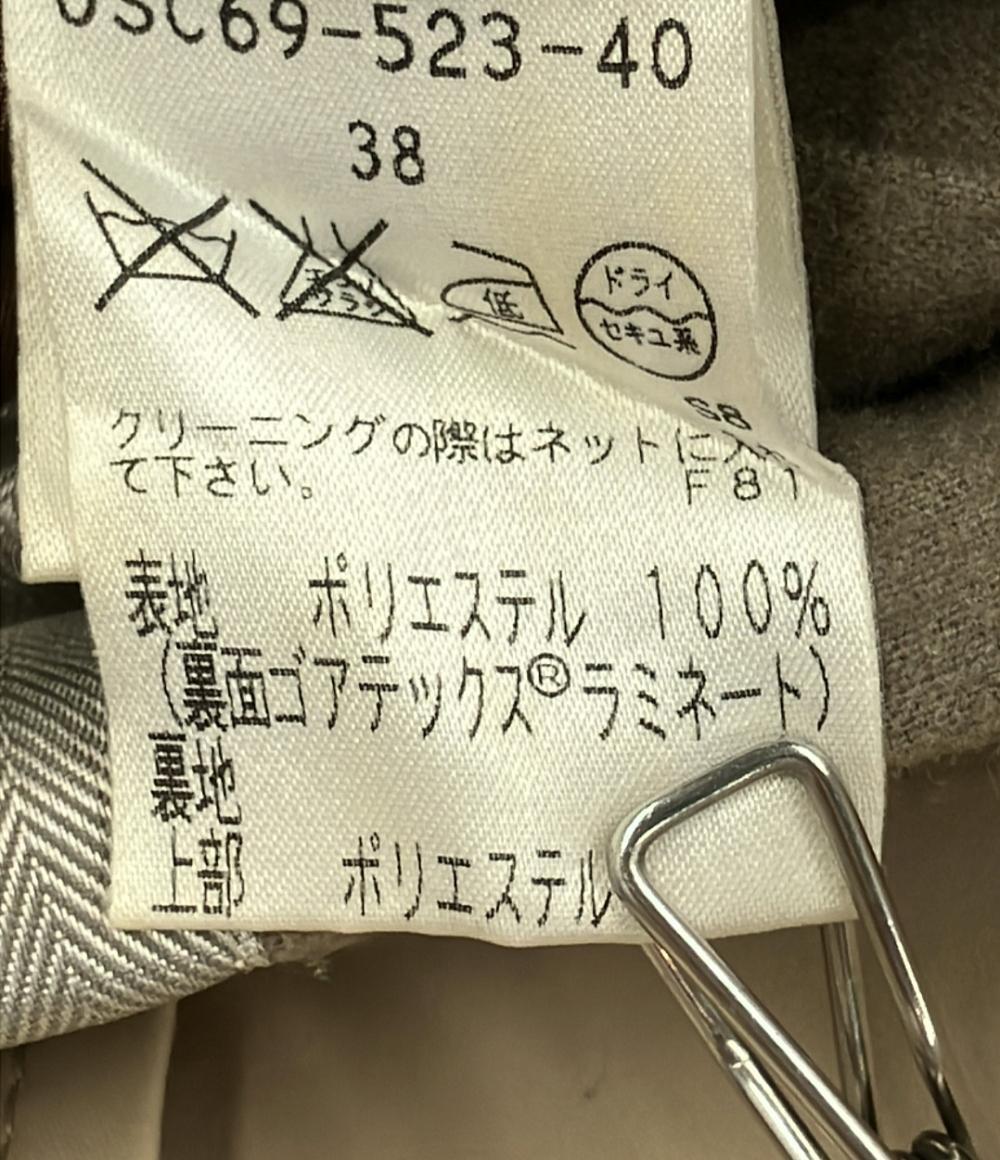 SC69-523-40
38
低
ドライ
セキユ系
S8
クリーニングの際はネットに入
て下さい。
F81
表地 ポリエステル 100%
(裏面ゴアテックス®ラミネート)
裏地
上部 ポリエステル